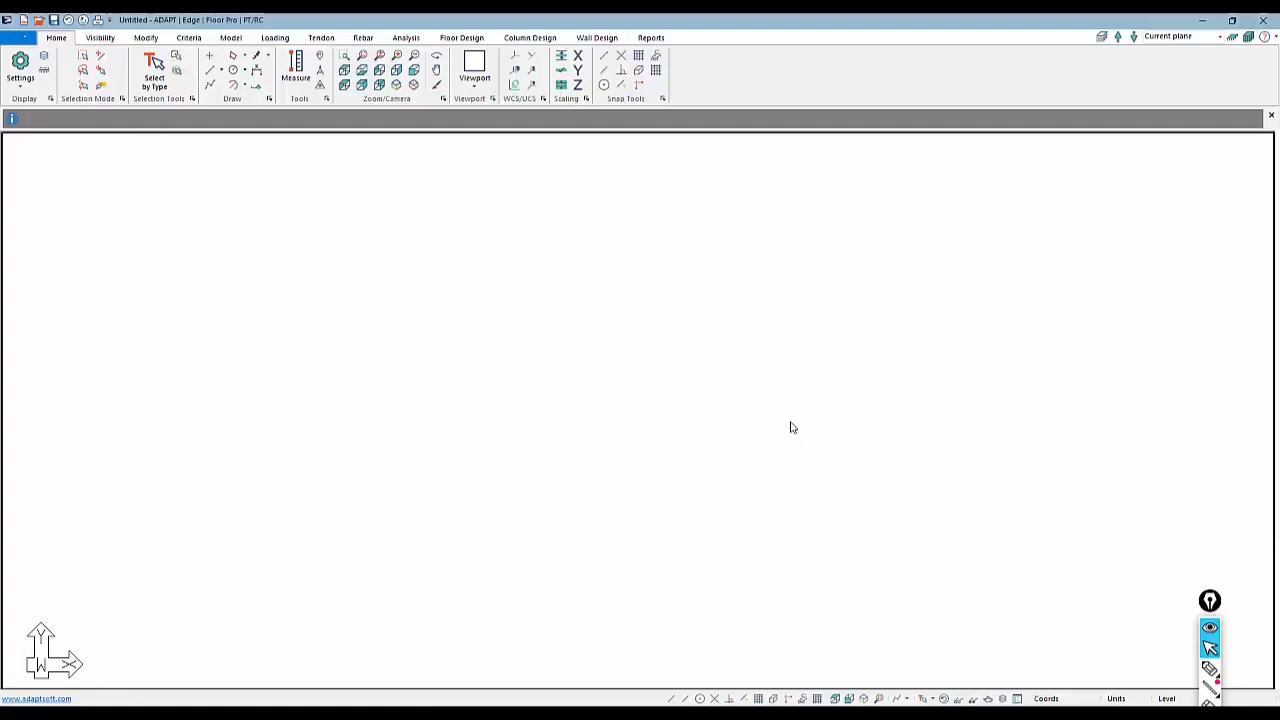 Untitled - ADAPT | Edge | Floor Pro | PT/RC
Home Visibility Modify Criteria Model Loading Tendon Rebar Analysis Floor Design Column Design Wall Design Reports
Current plane
Settings
Select by Type
Measure
Viewport
X
Y
Z
Display Selection Mode Selection Tools Draw Tools Zoom/Camera Viewport WCS/UCS Scaling Snap Tools
Y
W X
www.adaptsoft.com Coords Units Level